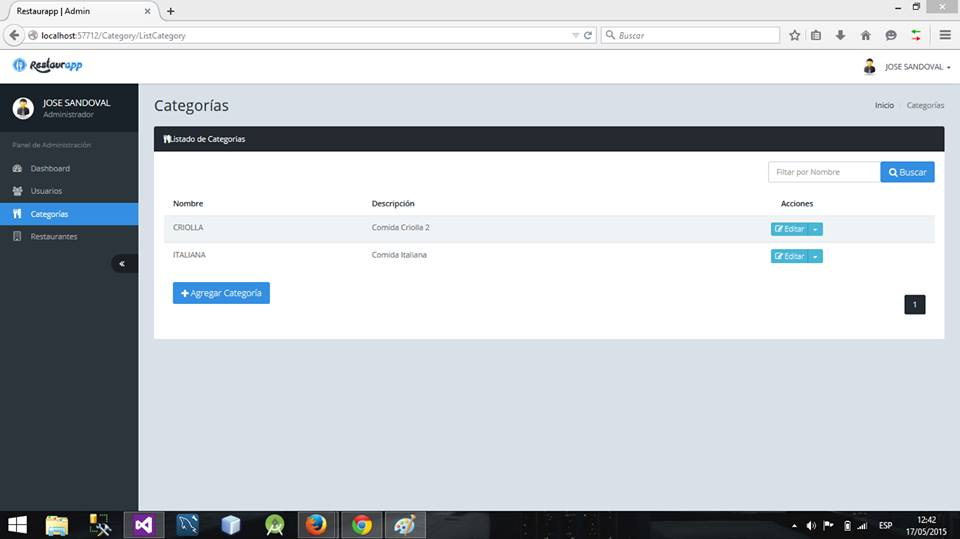 Restaurapp | Admin
localhost:57712/Category/ListCategory
Buscar
Restaurapp
JOSE SANDOVAL
JOSE SANDOVAL
Administrador
Panel de Administración
Dashboard
Usuarios
Categorías
Restaurantes
Categorías
Inicio
Categorías
Listado de Categorías
Filtar por Nombre
Buscar
Nombre Descripción Acciones
CRIOLLA Comida Criolla 2 Editar
ITALIANA Comida Italiana Editar
Agregar Categoría
1
ESP
12:42
17/05/2015